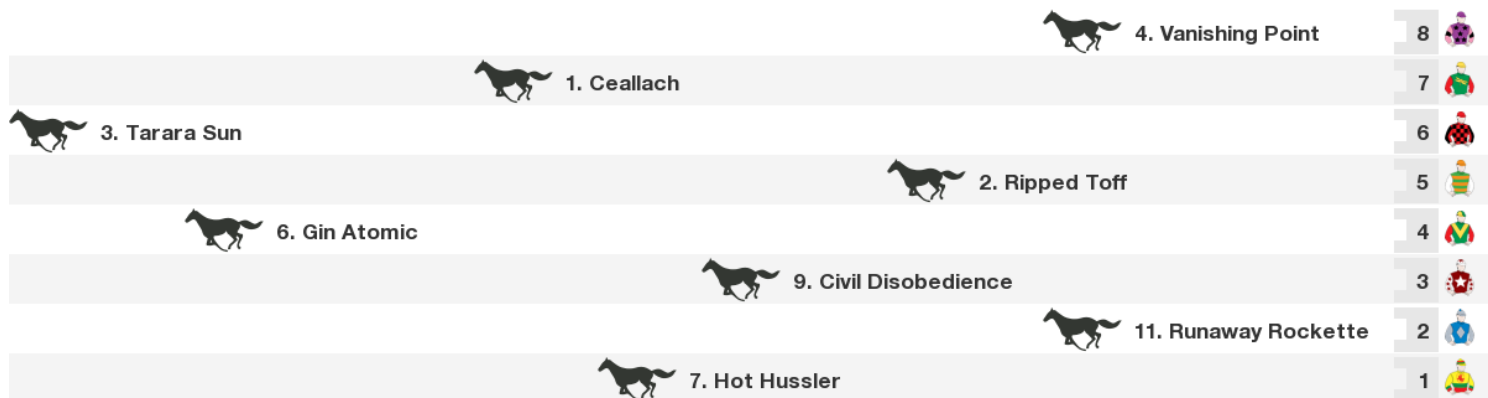 4. Vanishing Point 8
1. Ceallach 7
3. Tarara Sun 6
2. Ripped Toff 5
6. Gin Atomic 4
9. Civil Disobedience 3
11. Runaway Rockette 2
7. Hot Hussler 1